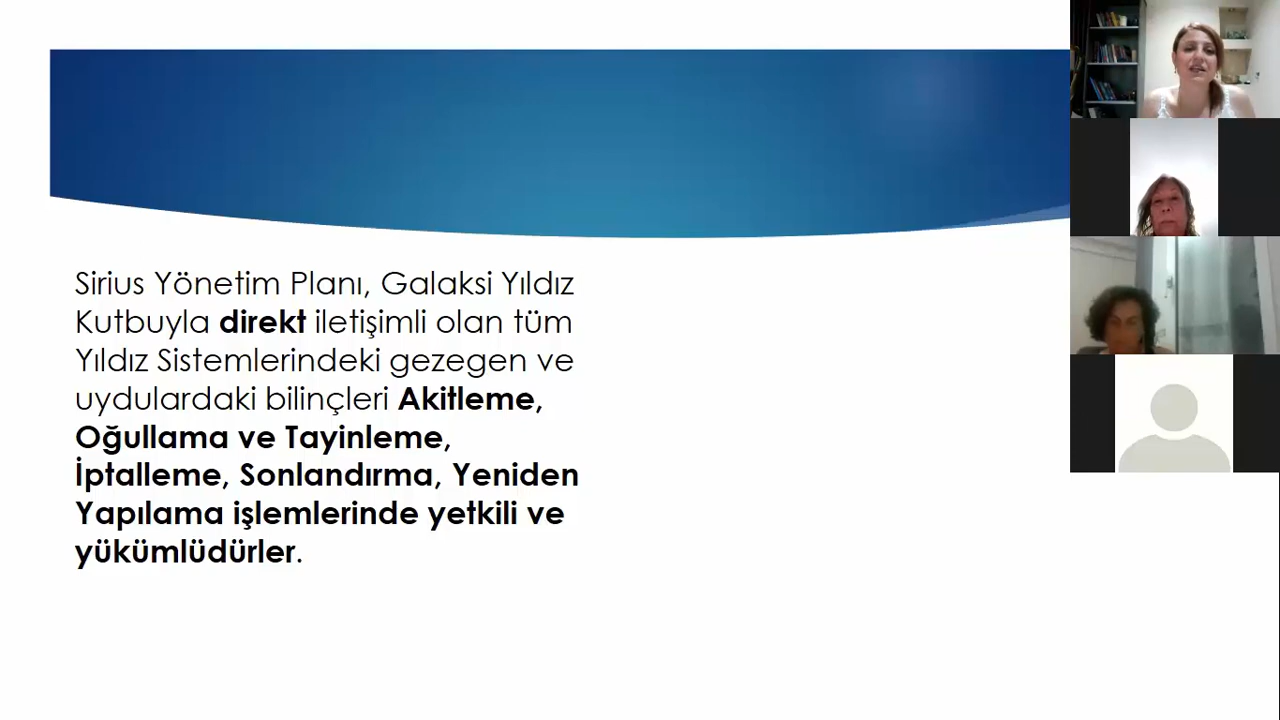 Sirius Yönetim Planı, Galaksi Yıldız
Kutbuyla direkt iletişimli olan tüm
Yıldız Sistemlerindeki gezegen ve
uydulardaki bilinçleri Akitleme,
Oğullama ve Tayinleme,
İptalleme, Sonlandırma, Yeniden
Yapılama işlemlerinde yetkili ve
yükümlüdürler.